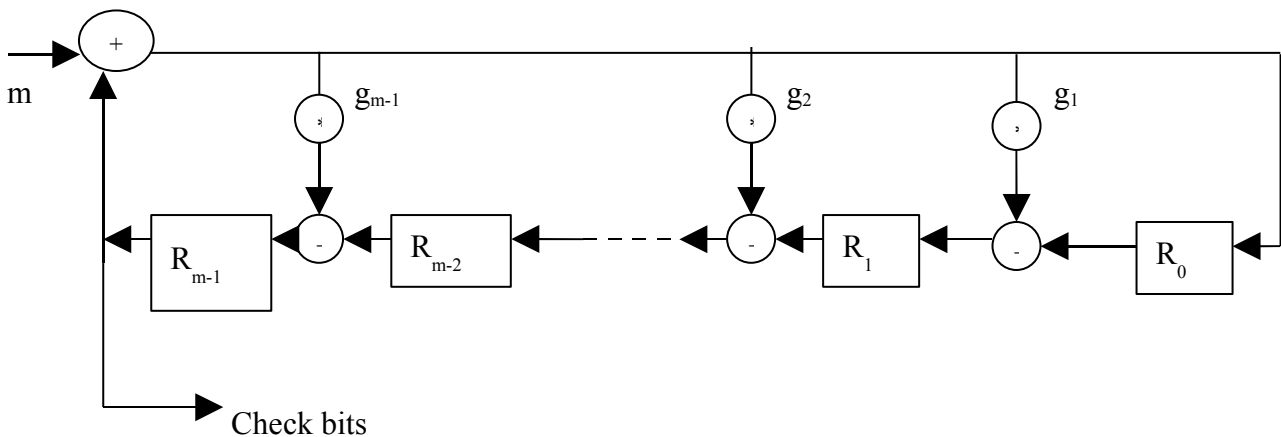 +
m
g_{m-1}
g_2
g_1
-
-
-
R_{m-1}
R_{m-2}
R_1
R_0
Check bits